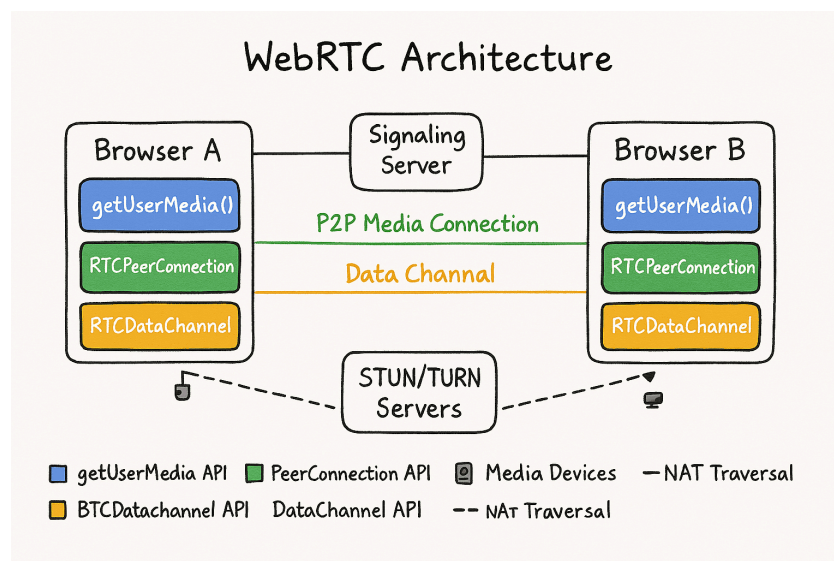 WebRTC Architecture
Browser A
Signaling
Server
Browser B
getUserMedia()
RTCPeerConnection
RTCDataChannel
P2P Media Connection
Data Channal
getUserMedia()
RTCPeerConnection
RTCDataChannel
STUN/TURN
Servers
getUserMedia API
PeerConnection API
Media Devices
NAT Traversal
BTCDatachannel API
DataChannel API
NAT Traversal